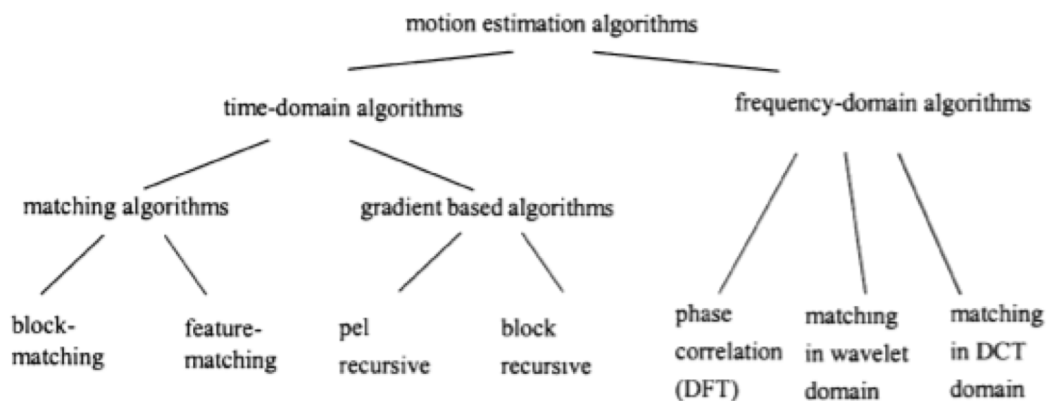 motion estimation algorithms
time-domain algorithms
frequency-domain algorithms
matching algorithms
gradient based algorithms
block-
matching
feature-
matching
pel
recursive
block
recursive
phase
correlation
(DFT)
matching
in wavelet
domain
matching
in DCT
domain